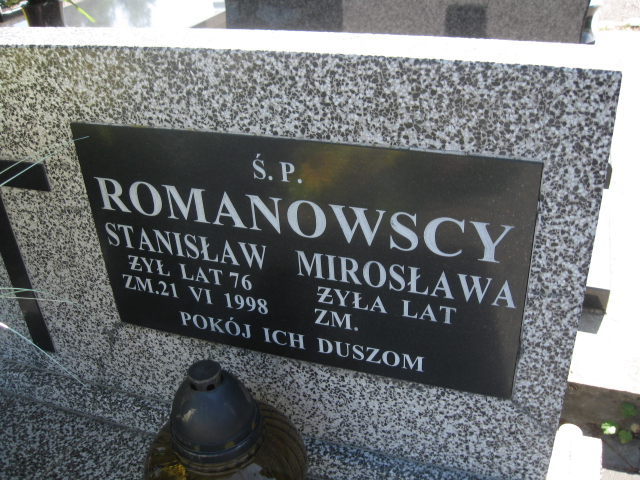 Ś. P.
ROMANOWSCY
STANISŁAW
ŻYŁ LAT 76
ZM. 21 VI 1998
MIROSŁAWA
ŻYŁA LAT
ZM.
POKÓJ ICH DUSZOM